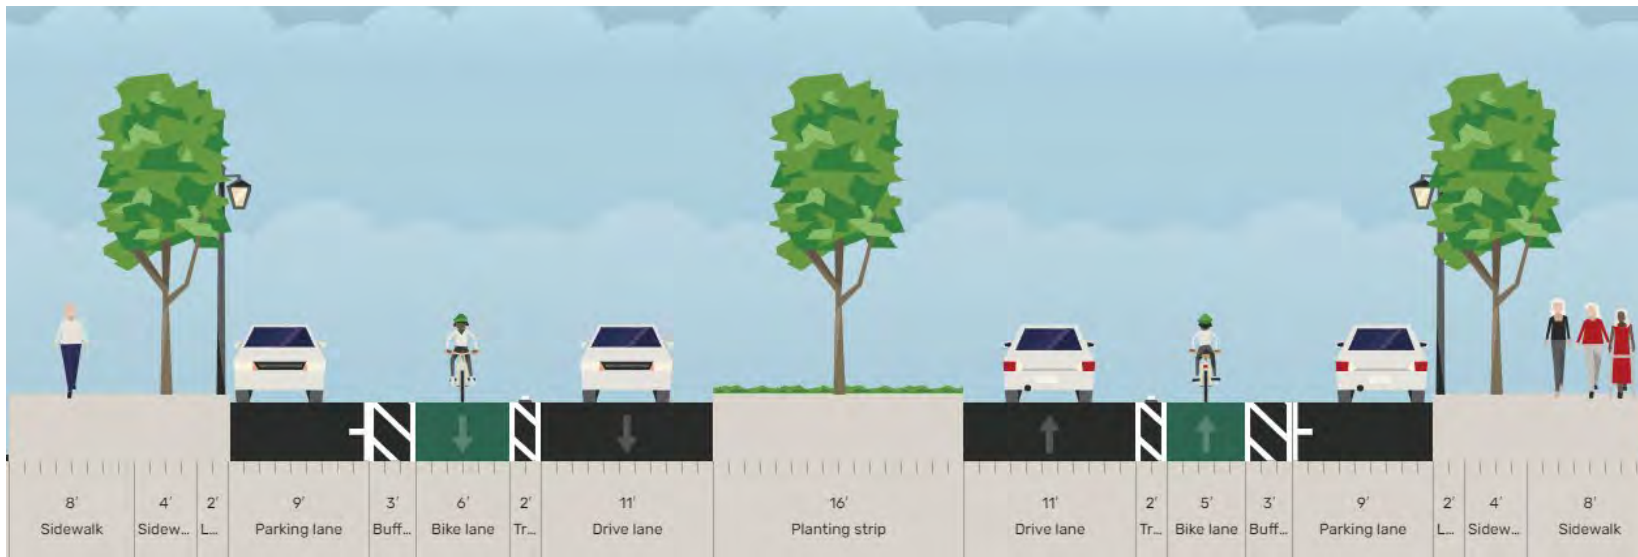 8' 4' 2' 9' 3' 6' 2' 11' 16' 11' 2' 5' 3' 9' 2' 4' 8'
Sidewalk Sidew... L... Parking lane Buff... Bike lane Tr... Drive lane Planting strip Drive lane Tr... Bike lane Buff... Parking lane L... Sidew... Sidewalk